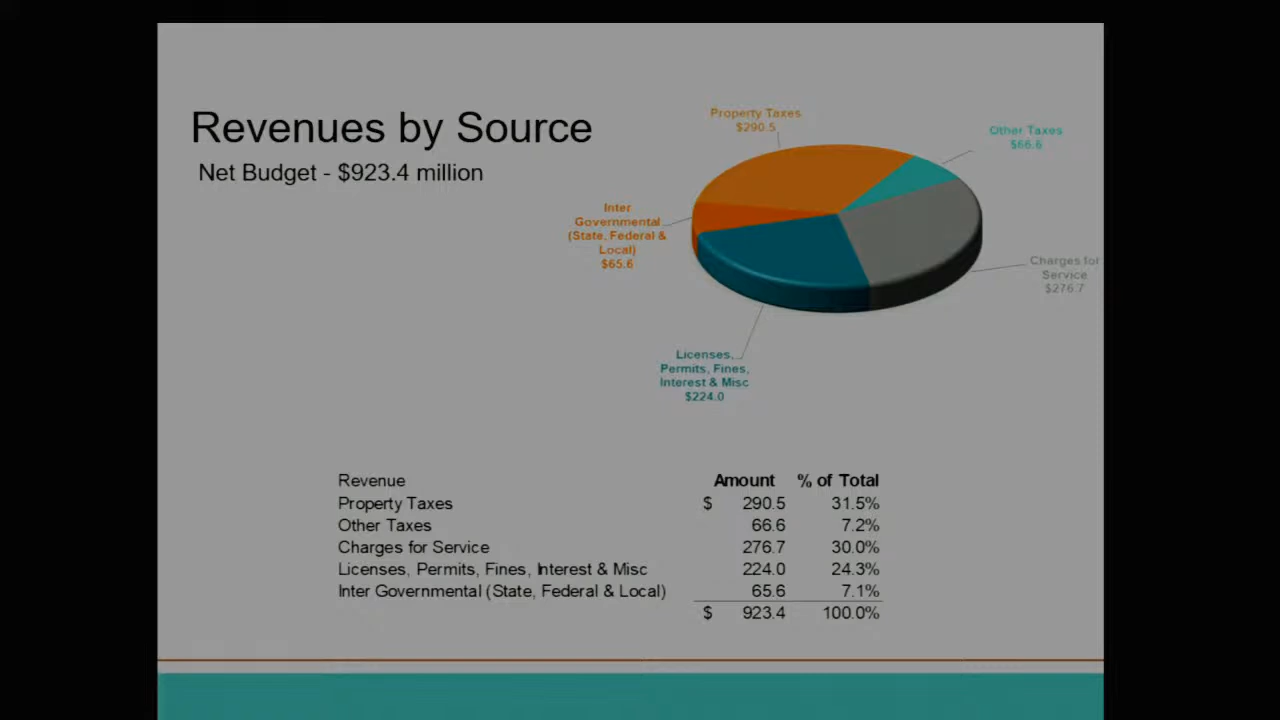 Revenues by Source
Net Budget - $923.4 million
Property Taxes
$290.5
Other Taxes
$66.6
Inter
Governmental
(State, Federal &
Local)
$65.6
Charges for
Service
$276.7
Licenses,
Permits, Fines,
Interest & Misc
$224.0
Revenue Amount % of Total
Property Taxes $ 290.5 31.5%
Other Taxes 66.6 7.2%
Charges for Service 276.7 30.0%
Licenses, Permits, Fines, Interest & Misc 224.0 24.3%
Inter Governmental (State, Federal & Local) 65.6 7.1%
$ 923.4 100.0%